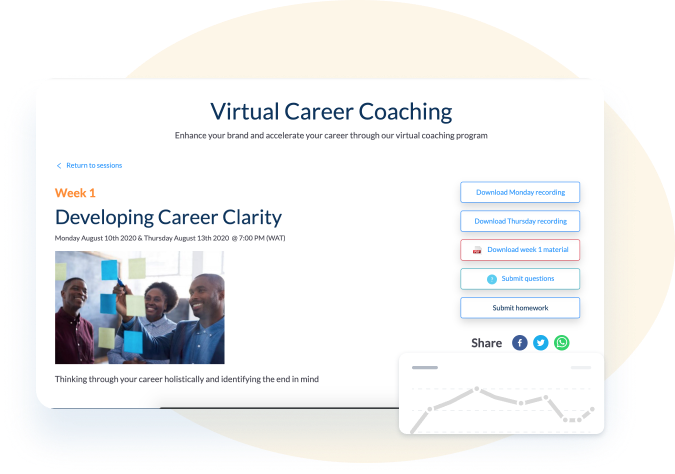 Virtual Career Coaching
Enhance your brand and accelerate your career through our virtual coaching program
Return to sessions
Week 1
Developing Career Clarity
Monday August 10th 2020 & Thursday August 13th 2020 @ 7:00 PM (WAT)
Thinking through your career holistically and identifying the end in mind
Download Monday recording
Download Thursday recording
Download week 1 material
Submit questions
Submit homework
Share